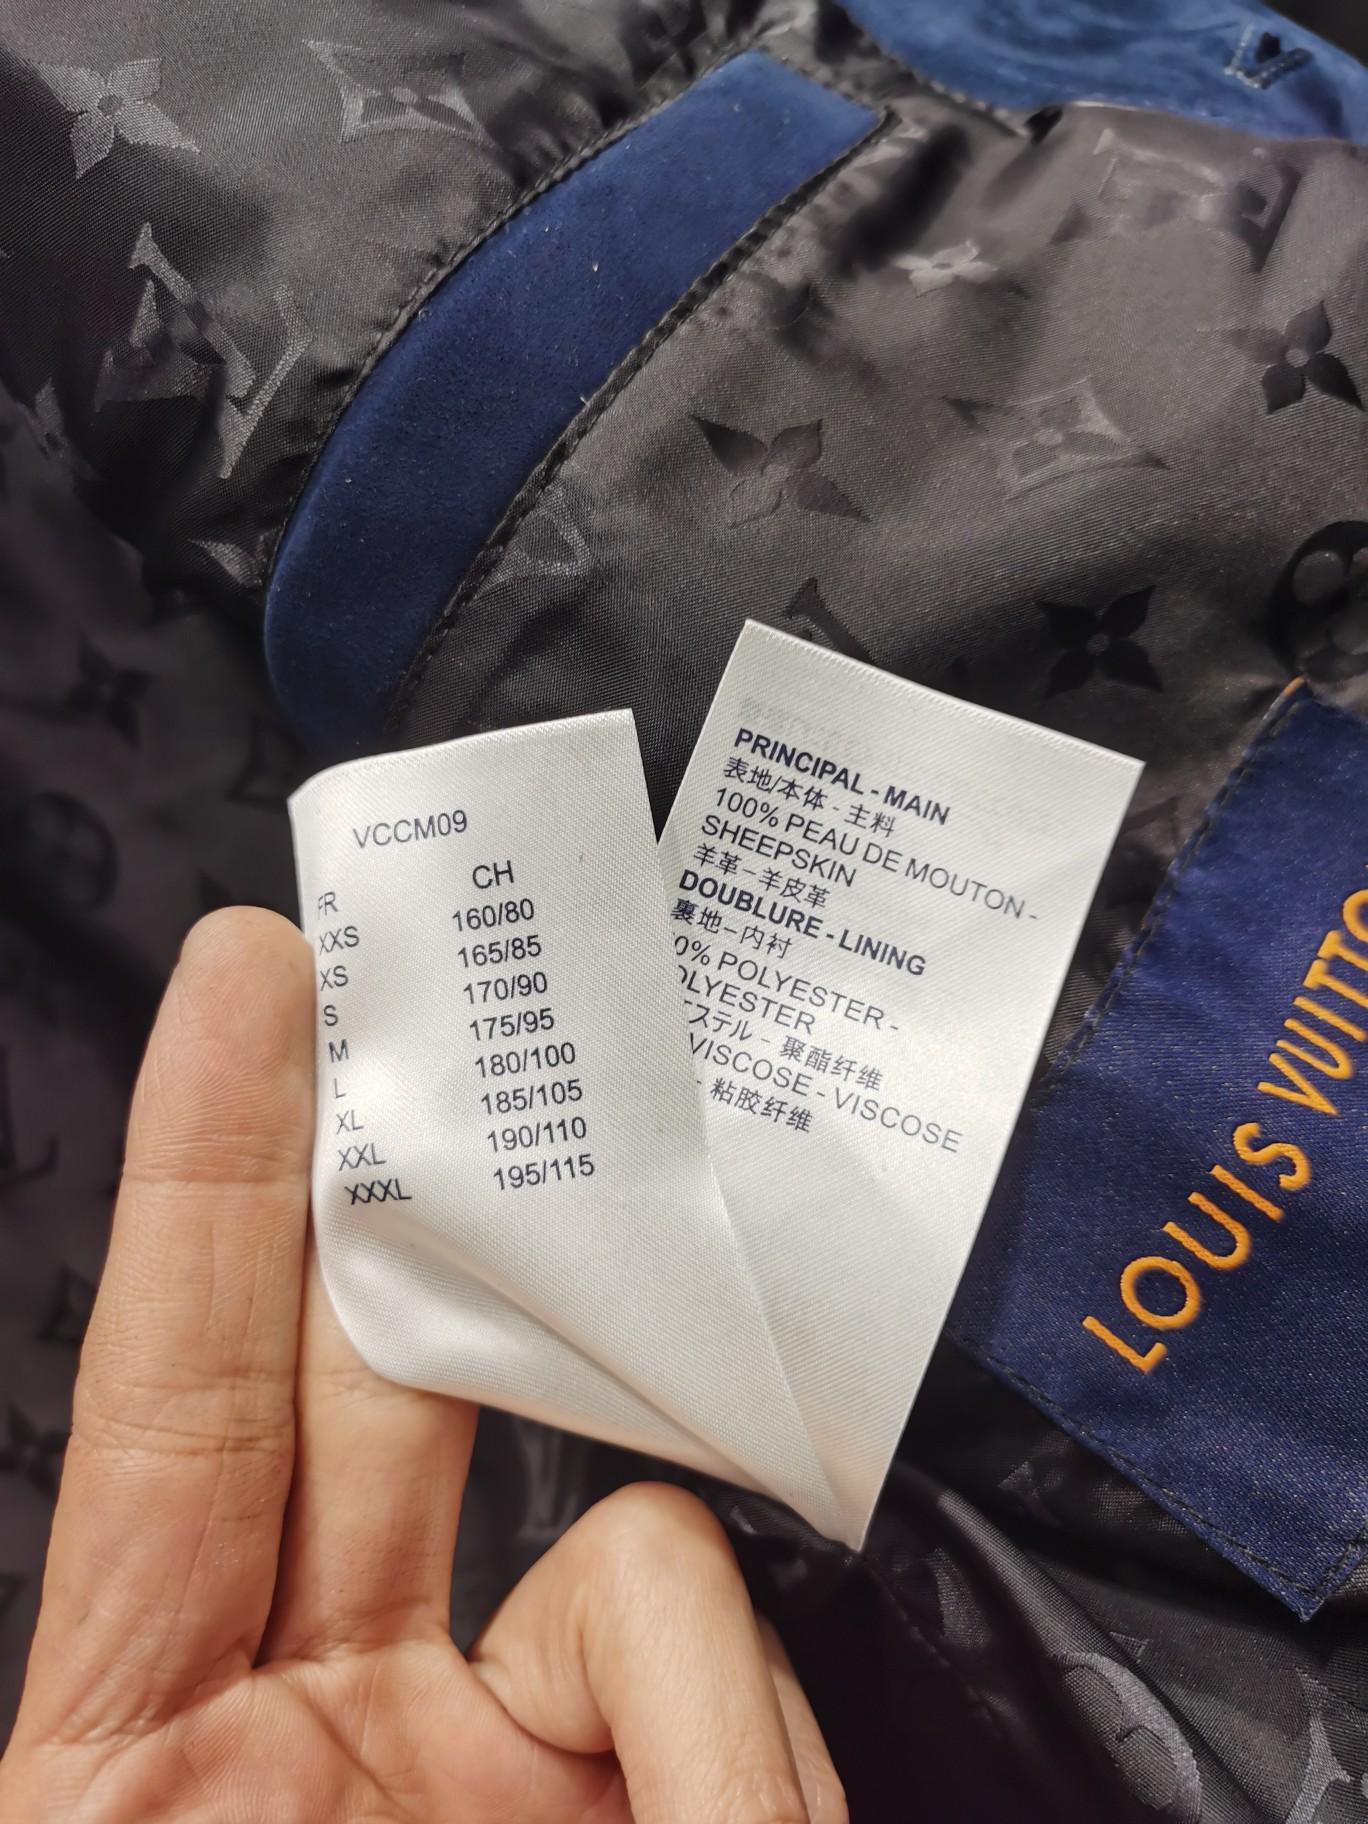 VCCM09
FR CH
XXS 160/80
XS 165/85
S 170/90
M 175/95
L 180/100
XL 185/105
XXL 190/110
XXXL 195/115
PRINCIPAL - MAIN
表地/本体 - 主料
100% PEAU DE MOUTON -
SHEEPSKIN
羊革 - 羊皮革
DOUBLURE - LINING
裏地 - 内衬
0% POLYESTER -
OLYESTER
ステル - 聚酯纤维
VISCOSE - VISCOSE
- 粘胶纤维
LOUIS VUITTO